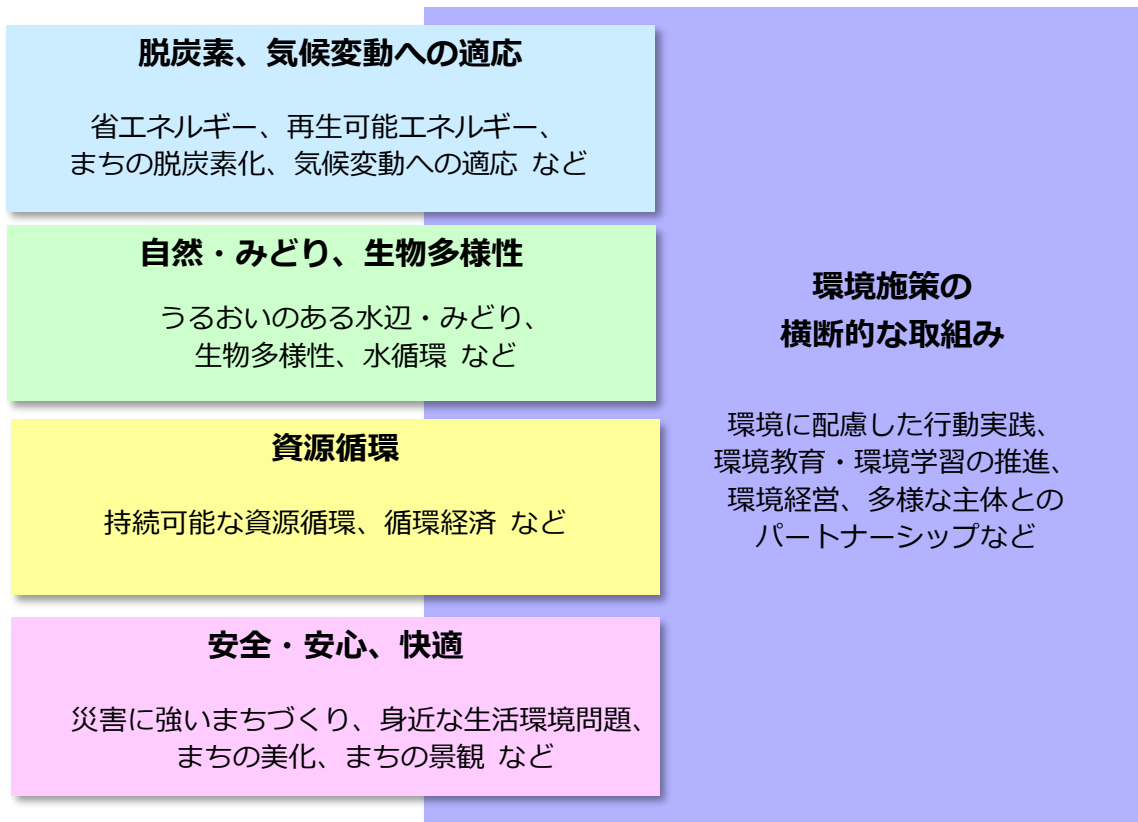 脱炭素、気候変動への適応
省エネルギー、再生可能エネルギー、
まちの脱炭素化、気候変動への適応 など
自然・みどり、生物多様性
うるおいのある水辺・みどり、
生物多様性、水循環 など
資源循環
持続可能な資源循環、循環経済 など
安全・安心、快適
災害に強いまちづくり、身近な生活環境問題、
まちの美化、まちの景観 など
環境施策の
横断的な取組み
環境に配慮した行動実践、
環境教育・環境学習の推進、
環境経営、多様な主体との
パートナーシップなど